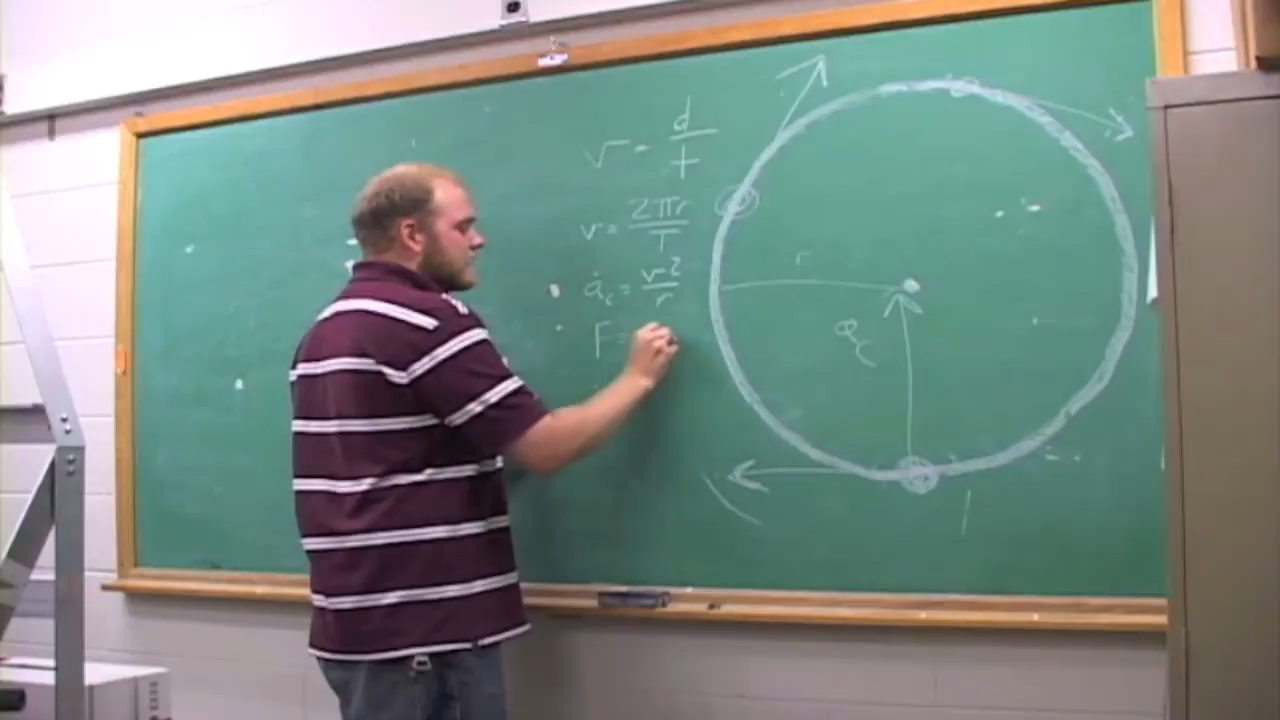 v = d/t
v = 2πr/T
a_c = v²/r
F =
r
a_c